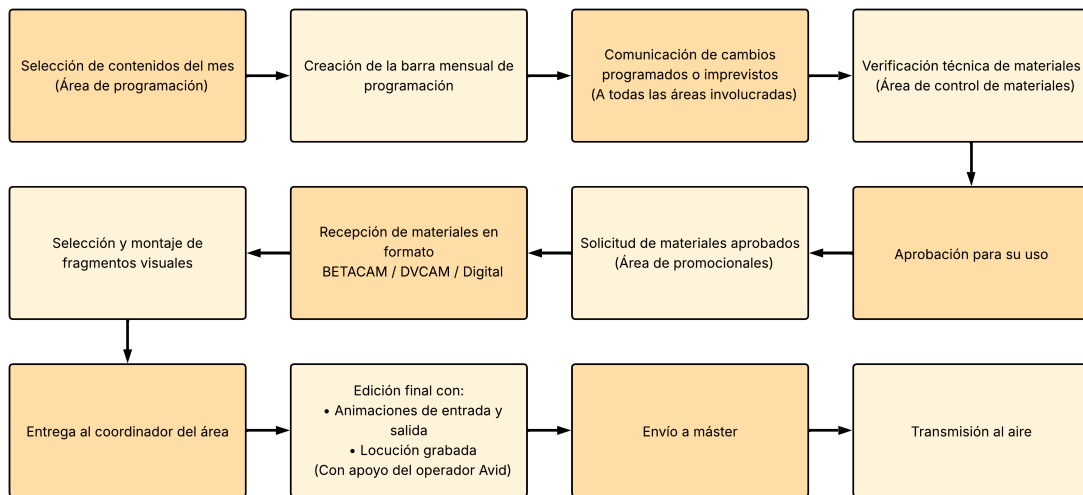 Selección de contenidos del mes
(Área de programación)
Creación de la barra mensual de
programación
Comunicación de cambios
programados o imprevistos
(A todas las áreas involucradas)
Verificación técnica de materiales
(Área de control de materiales)
Selección y montaje de
fragmentos visuales
Recepción de materiales en
formato
BETACAM / DVCAM / Digital
Solicitud de materiales aprobados
(Área de promocionales)
Aprobación para su uso
Entrega al coordinador del área
Edición final con:
• Animaciones de entrada y
salida
• Locución grabada
(Con apoyo del operador Avid)
Envío a máster
Transmisión al aire